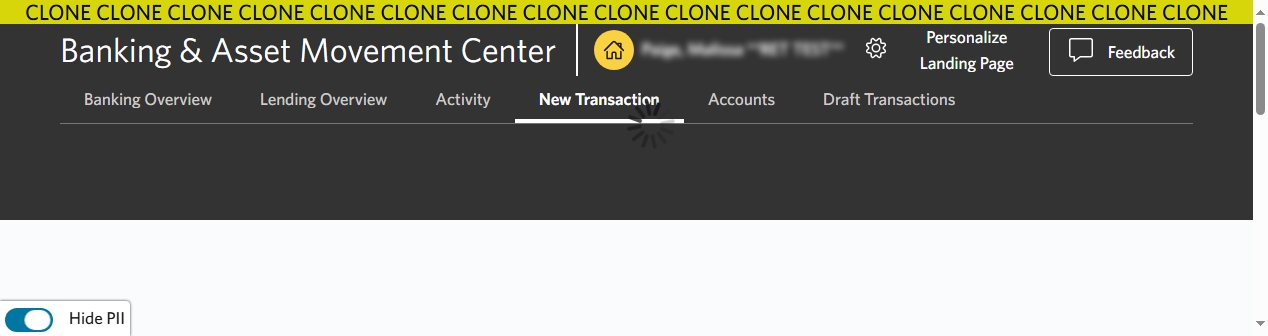 CLONE CLONE CLONE CLONE CLONE CLONE CLONE CLONE CLONE CLONE CLONE CLONE CLONE CLONE CLONE CLONE CLONE
Banking & Asset Movement Center
Personalize
Landing Page
Feedback
Banking Overview Lending Overview Activity New Transaction Accounts Draft Transactions
Hide PII